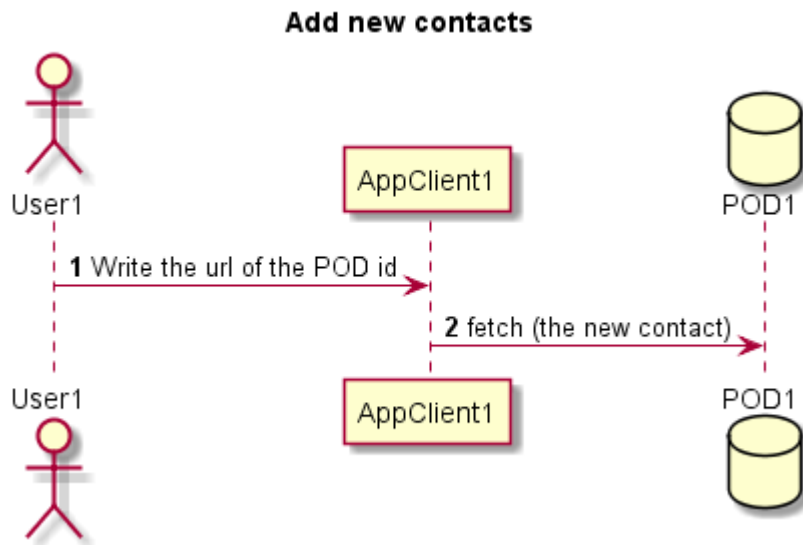 Add new contacts
User1
AppClient1
POD1
1 Write the url of the POD id
2 fetch (the new contact)
User1
AppClient1
POD1